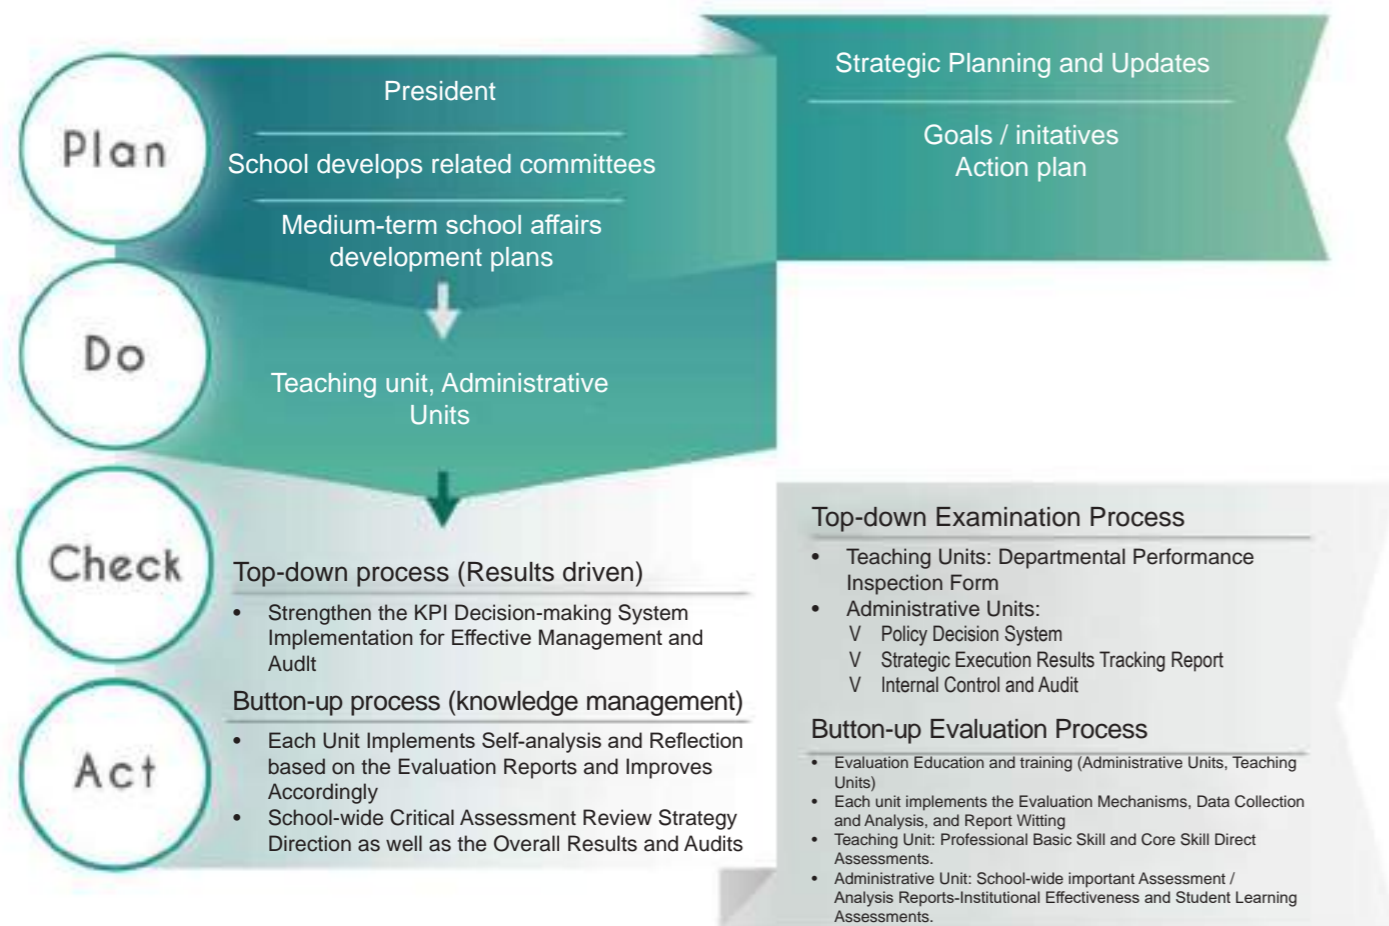 Plan
President
School develops related committees
Medium-term school affairs
development plans
Strategic Planning and Updates
Goals / initatives
Action plan
Do
Teaching unit, Administrative
Units
Check
Top-down process (Results driven)
• Strengthen the KPI Decision-making System
Implementation for Effective Management and
AudIt
Act
Button-up process (knowledge management)
• Each Unit Implements Self-analysis and Reflection
based on the Evaluation Reports and Improves
Accordingly
• School-wide Critical Assessment Review Strategy
Direction as well as the Overall Results and Audits
Top-down Examination Process
• Teaching Units: Departmental Performance
Inspection Form
• Administrative Units:
V Policy Decision System
V Strategic Execution Results Tracking Report
V Internal Control and Audit
Button-up Evaluation Process
• Evaluation Education and training (Administrative Units, Teaching
Units)
• Each unit implements the Evaluation Mechanisms, Data Collection
and Analysis, and Report Witting
• Teaching Unit: Professional Basic Skill and Core Skill Direct
Assessments.
• Administrative Unit: School-wide important Assessment /
Analysis Reports-Institutional Effectiveness and Student Learning
Assessments.